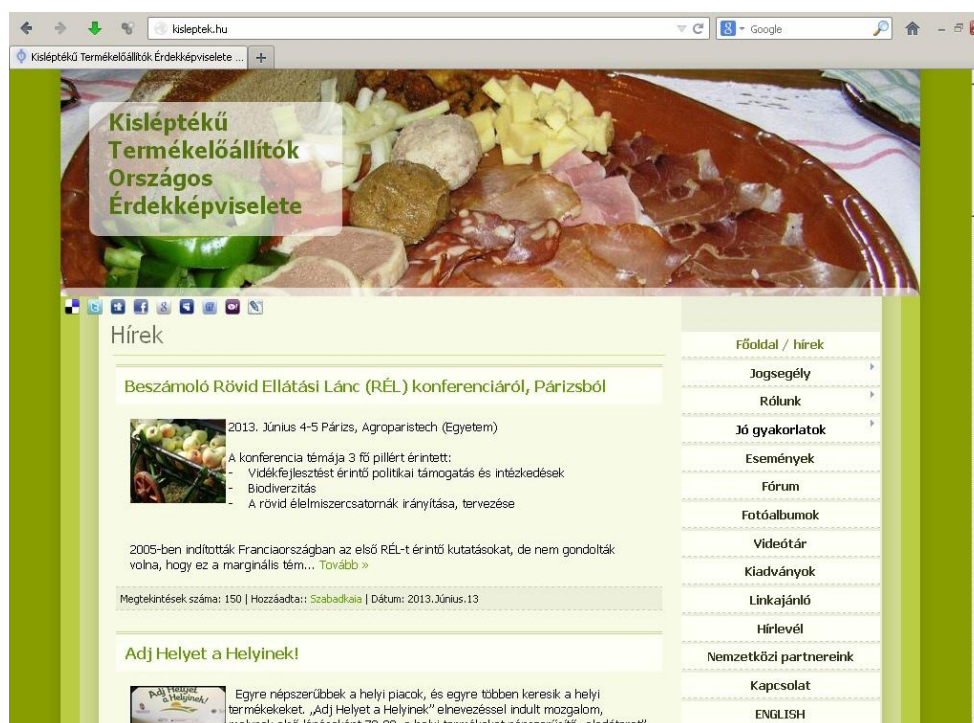 kisleptek.hu
Google
Kisléptékű Termékelőállítók Érdekképviselete ...
Kisléptékű
Termékelőállítók
Országos
Érdekképviselete
Hírek
Beszámoló Rövid Ellátási Lánc (RÉL) konferenciáról, Párizsból
2013. Június 4-5 Párizs, Agroparistech (Egyetem)
A konferencia témája 3 fő pillért érintett:
- Vidékfejlesztést érintő politikai támogatás és intézkedések
- Biodiverzitás
- A rövid élelmiszercsatornák irányítása, tervezése
2005-ben indították Franciaországban az első RÉL-t érintő kutatásokat, de nem gondolták
volna, hogy ez a marginális tém... Tovább »
Megtekintések száma: 150 | Hozzáadta:: Szabadkaia | Dátum: 2013.Június.13
Adj Helyet a Helyinek!
Adj Helyet
a Helyinek!
Egyre népszerűbbek a helyi piacok, és egyre többen keresik a helyi
termékekeket. „Adj Helyet a Helyinek” elnevezéssel indult mozgalom,
Főoldal / hírek
Jogsegély
Rólunk
Jó gyakorlatok
Események
Fórum
Fotóalbumok
Videótár
Kiadványok
Linkajánló
Hírlevél
Nemzetközi partnereink
Kapcsolat
ENGLISH